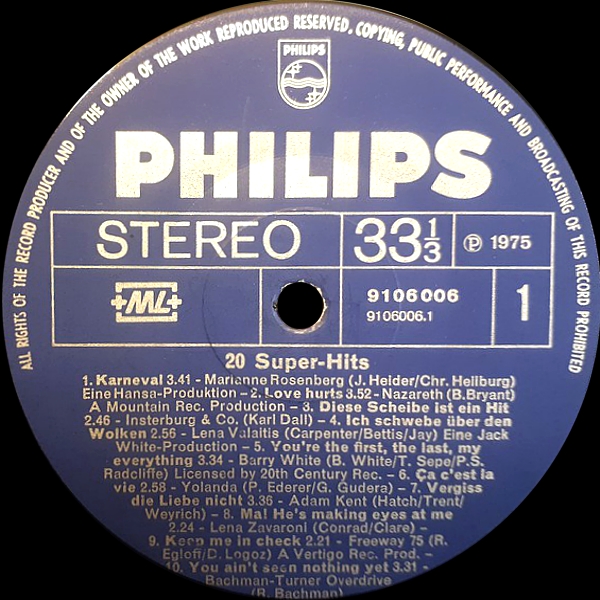 ALL RIGHTS OF THE RECORD PRODUCER AND OF THE OWNER OF THE WORK REPRODUCED RESERVED. COPYING, PUBLIC PERFORMANCE AND BROADCASTING OF THIS RECORD PROHIBITED
PHILIPS
PHILIPS
STEREO 33 1/3 Ⓟ 1975
ML 9106 006 1
9106006.1
20 Super-Hits
1. Karneval 3.41 - Marianne Rosenberg (J. Heider/Chr. Heilburg)
Eine Hansa-Produktion – 2. Love hurts 3.52 - Nazareth (B.Bryant)
A Mountain Rec. Production – 3. Diese Scheibe ist ein Hit
2.46 - Insterburg & Co. (Karl Dall) – 4. Ich schwebe über den
Wolken 2.56 – Lena Valaitis (Carpenter/Bettis/Jay) Eine Jack
White-Production – 5. You're the first, the last, my
everything 3.34 – Barry White (B. White/T. Sepe/P.S.
Radcliffe) Licensed by 20th Century Rec. – 6. Ça c'est la
vie 2.58 - Yolanda (P. Ederer/G. Gudera) – 7. Vergiss
die Liebe nicht 3.36 - Adam Kent (Hatch/Trent/
Weyrich) – 8. Ma! He's making eyes at me
2.24 - Lena Zavaroni (Conrad/Clare) –
9. Keep me in check 2.21 - Freeway 75 (R.
Egloff/D. Logoz) A Vertigo Rec. Prod. –
10. You ain't seen nothing yet 3.31 -
Bachman-Turner Overdrive
(R. Bachman)